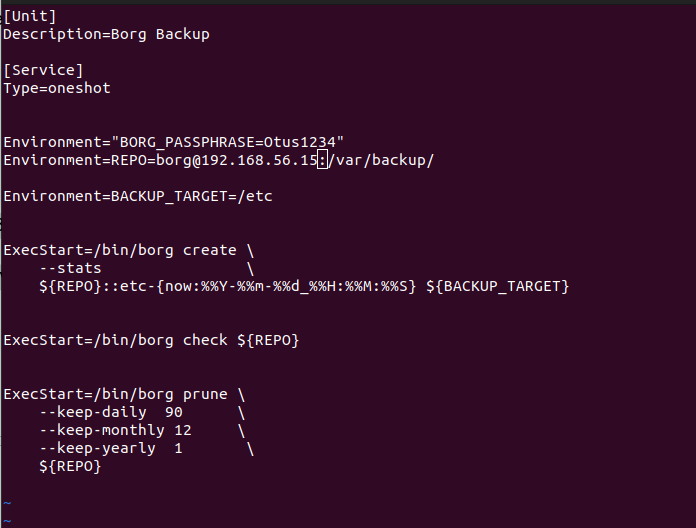 [Unit]
Description=Borg Backup
[Service]
Type=oneshot
Environment="BORG_PASSPHRASE=Otus1234"
Environment=REPO=borg@192.168.56.15:/var/backup/
Environment=BACKUP_TARGET=/etc
ExecStart=/bin/borg create \
    --stats                \
    ${REPO}::etc-{now:%%Y-%%m-%%d_%%H:%%M:%%S} ${BACKUP_TARGET}
ExecStart=/bin/borg check ${REPO}
ExecStart=/bin/borg prune \
    --keep-daily  90      \
    --keep-monthly 12     \
    --keep-yearly  1       \
    ${REPO}
~
~